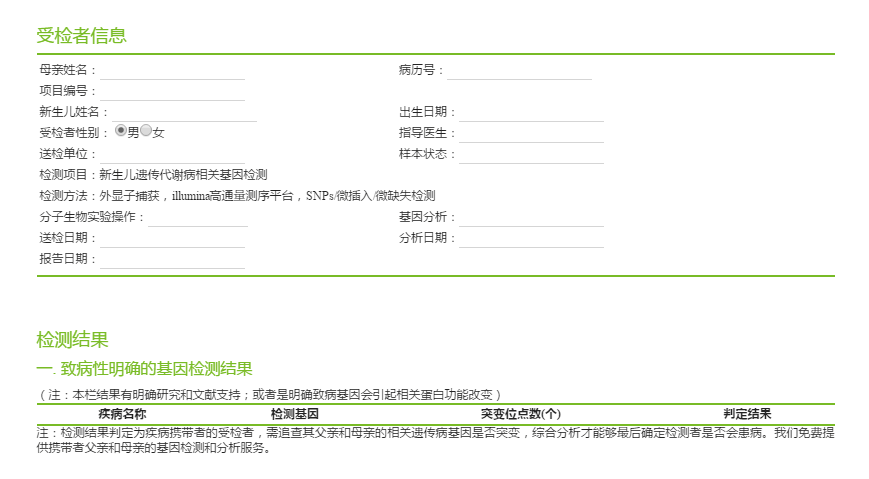 受检者信息
母亲姓名： 病历号：
项目编号：
新生儿姓名： 出生日期：
受检者性别： 男 女 指导医生：
送检单位： 样本状态：
检测项目：新生儿遗传代谢病相关基因检测
检测方法：外显子捕获，illumina高通量测序平台，SNPs/微插入/微缺失检测
分子生物实验操作： 基因分析：
送检日期： 分析日期：
报告日期：
检测结果
一. 致病性明确的基因检测结果
（注：本栏结果有明确研究和文献支持；或者是明确致病基因会引起相关蛋白功能改变）
疾病名称 检测基因 突变位点数(个) 判定结果
注：检测结果判定为疾病携带者的受检者，需追查其父亲和母亲的相关遗传病基因是否突变，综合分析才能够最后确定检测者是否会患病。我们免费提
供携带者父亲和母亲的基因检测和分析服务。